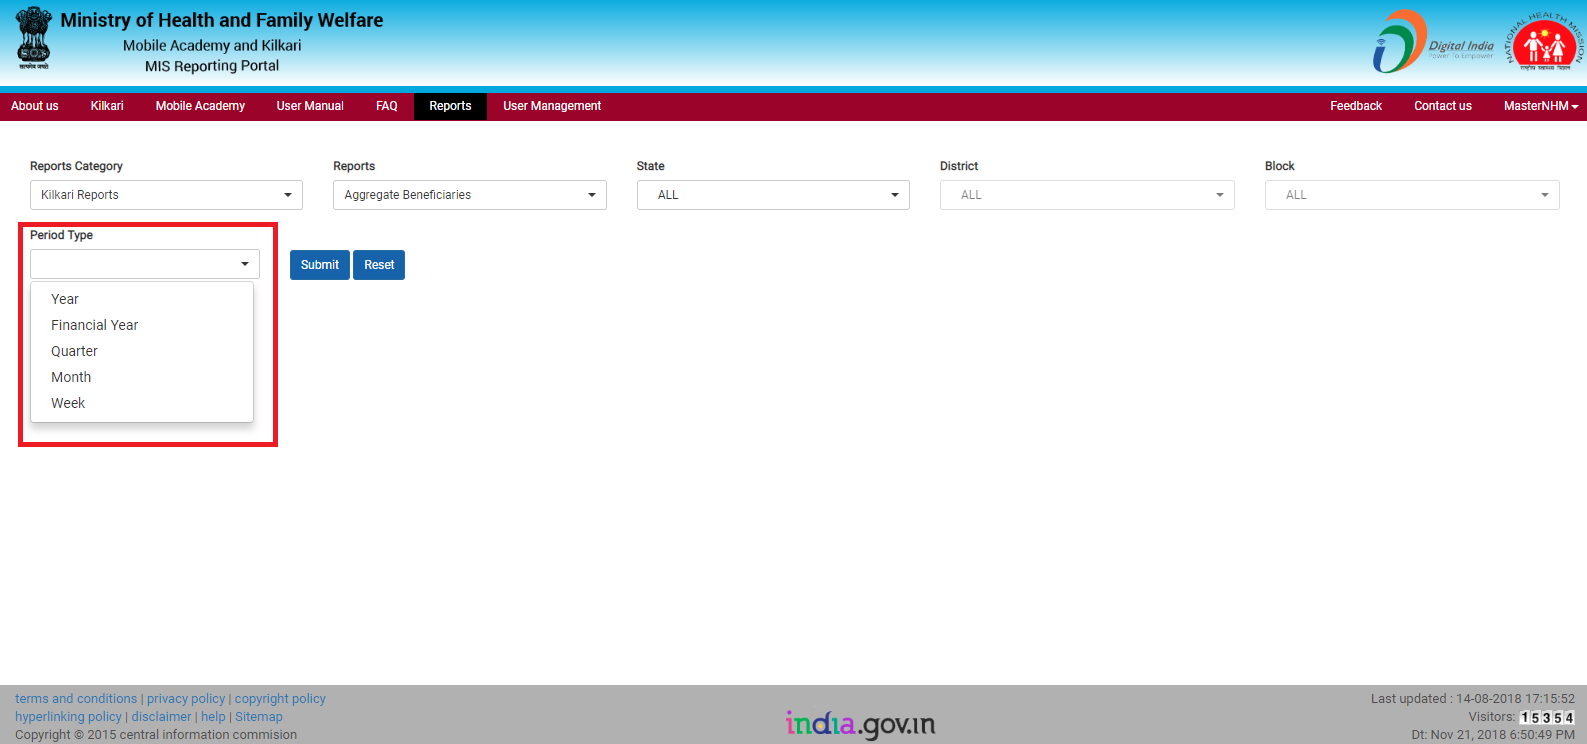 Ministry of Health and Family Welfare
Mobile Academy and Kilkari
MIS Reporting Portal
सत्यमेव जयते
Digital India
Power To Empower
NATIONAL HEALTH MISSION
राष्ट्रीय स्वास्थ्य मिशन
About us Kilkari Mobile Academy User Manual FAQ Reports User Management Feedback Contact us MasterNHM
Reports Category Reports State District Block
Kilkari Reports Aggregate Beneficiaries ALL ALL ALL
Period Type
Submit Reset
Year
Financial Year
Quarter
Month
Week
terms and conditions | privacy policy | copyright policy
hyperlinking policy | disclaimer | help | Sitemap
Copyright © 2015 central information commision
india.gov.in
Last updated : 14-08-2018 17:15:52
Visitors: 15354
Dt: Nov 21, 2018 6:50:49 PM